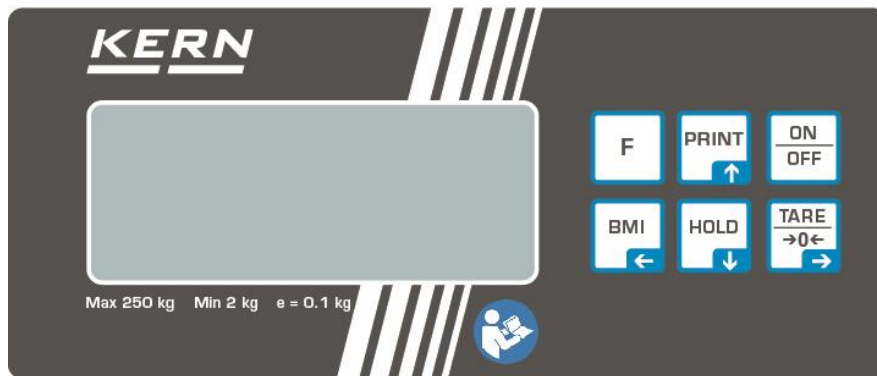 KERN
F
PRINT
ON
OFF
BMI
HOLD
TARE
→0←
Max 250 kg Min 2 kg e = 0.1 kg